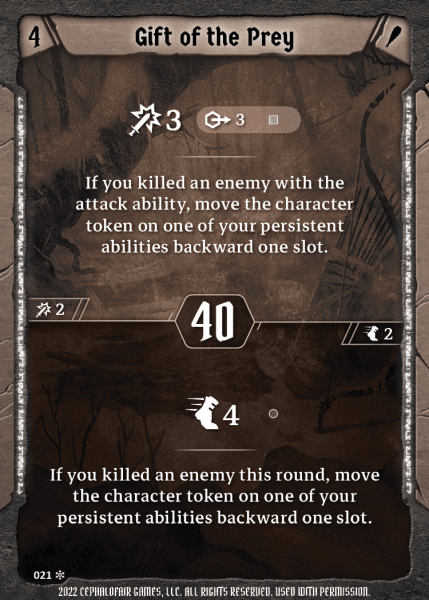 4
Gift of the Prey
3 3
If you killed an enemy with the
attack ability, move the character
token on one of your persistent
abilities backward one slot.
2
40
2
4
If you killed an enemy this round, move
the character token on one of your
persistent abilities backward one slot.
021
2022 CEPHALOFAIR GAMES, LLC. ALL RIGHTS RESERVED. USED WITH PERMISSION.